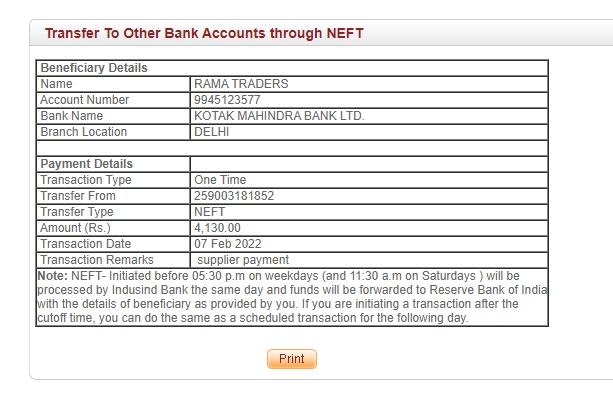 Transfer To Other Bank Accounts through NEFT
Beneficiary Details
Name RAMA TRADERS
Account Number 9945123577
Bank Name KOTAK MAHINDRA BANK LTD.
Branch Location DELHI
Payment Details
Transaction Type One Time
Transfer From 259003181852
Transfer Type NEFT
Amount (Rs.) 4,130.00
Transaction Date 07 Feb 2022
Transaction Remarks supplier payment
Note: NEFT- Initiated before 05:30 p.m on weekdays (and 11:30 a.m on Saturdays ) will be
processed by Indusind Bank the same day and funds will be forwarded to Reserve Bank of India
with the details of beneficiary as provided by you. If you are initiating a transaction after the
cutoff time, you can do the same as a scheduled transaction for the following day.
Print